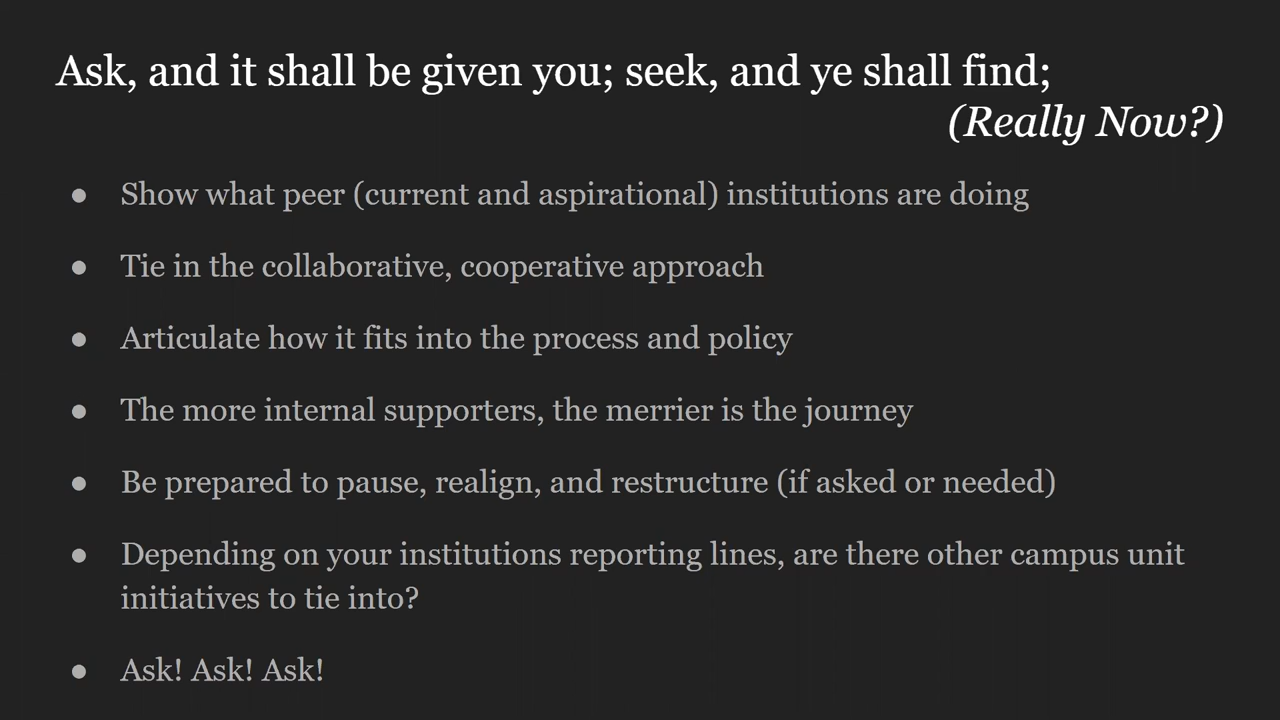 Ask, and it shall be given you; seek, and ye shall find;
(Really Now?)
● Show what peer (current and aspirational) institutions are doing
● Tie in the collaborative, cooperative approach
● Articulate how it fits into the process and policy
● The more internal supporters, the merrier is the journey
● Be prepared to pause, realign, and restructure (if asked or needed)
● Depending on your institutions reporting lines, are there other campus unit
initiatives to tie into?
● Ask! Ask! Ask!